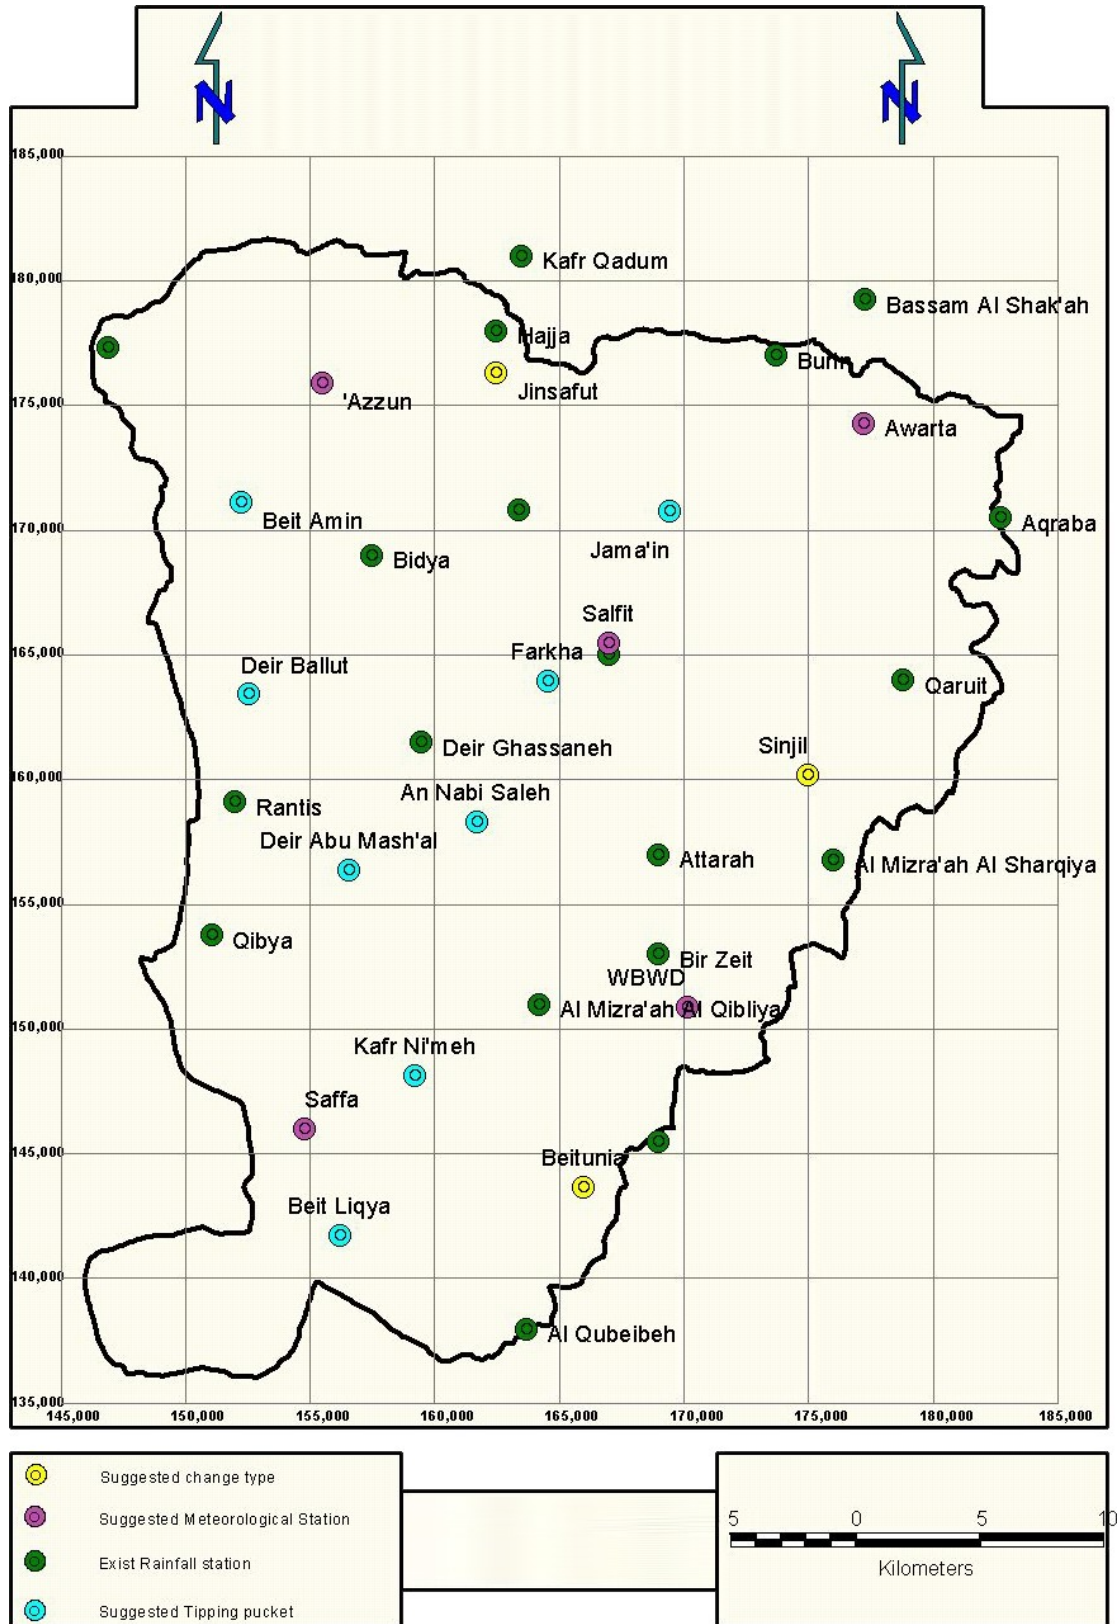 N N
185,000
180,000
Kafr Qadum
Bassam Al Shak'ah
Hajja
Jinsafut
'Azzun
175,000
Awarta
Beit Amin
170,000
Aqraba
Jama'in
Bidya
Salfit
Farkha
165,000
Deir Ballut
Qaruit
Deir Ghassaneh
Sinjil
160,000
An Nabi Saleh
Rantis
Deir Abu Mash'al
Attarah
Al Mizra'ah Al Sharqiya
155,000
Qibya
Bir Zeit
WBWD
Al Mizra'ah Al Qibliya
150,000
Kafr Ni'meh
Saffa
145,000
Beitunia
Beit Liqya
140,000
Al Qubeibeh
135,000
145,000 150,000 155,000 160,000 165,000 170,000 175,000 180,000 185,000
Suggested change type
Suggested Meteorological Station
Exist Rainfall station
Suggested Tipping pucket
5 0 5 10
Kilometers